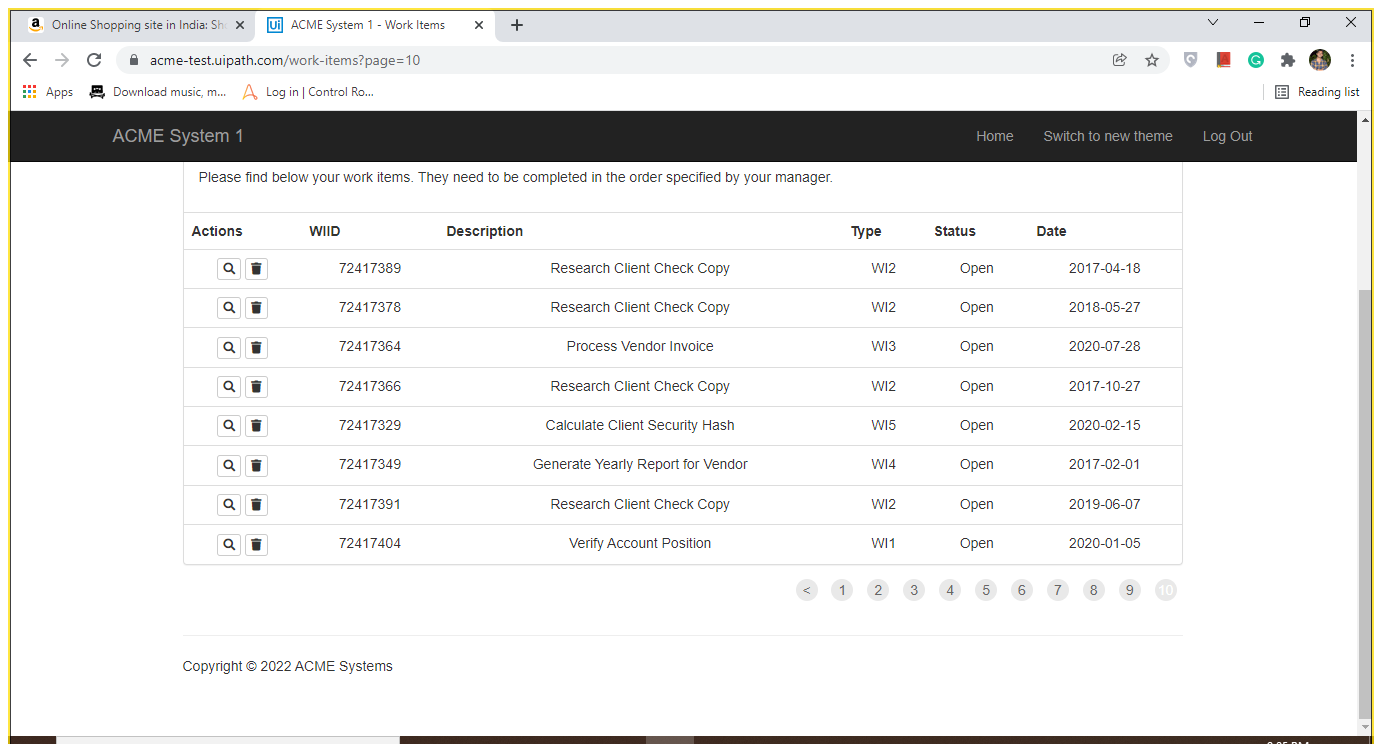 Online Shopping site in India: Sh
ACME System 1 - Work Items
acme-test.uipath.com/work-items?page=10
Apps
Download music, m...
Log in | Control Ro...
Reading list
ACME System 1
Home
Switch to new theme
Log Out
Please find below your work items. They need to be completed in the order specified by your manager.
Actions WIID Description Type Status Date
72417389 Research Client Check Copy WI2 Open 2017-04-18
72417378 Research Client Check Copy WI2 Open 2018-05-27
72417364 Process Vendor Invoice WI3 Open 2020-07-28
72417366 Research Client Check Copy WI2 Open 2017-10-27
72417329 Calculate Client Security Hash WI5 Open 2020-02-15
72417349 Generate Yearly Report for Vendor WI4 Open 2017-02-01
72417391 Research Client Check Copy WI2 Open 2019-06-07
72417404 Verify Account Position WI1 Open 2020-01-05
< 1 2 3 4 5 6 7 8 9 10
Copyright © 2022 ACME Systems